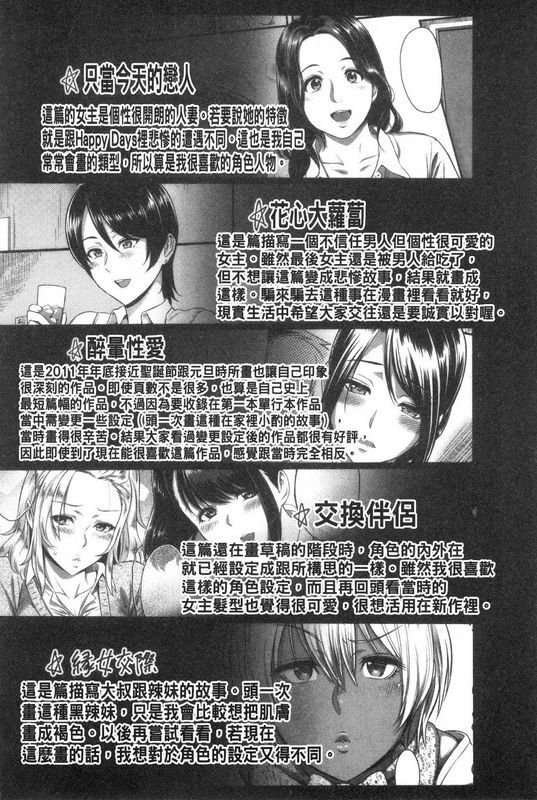 ☆只當今天的戀人
這篇的女主是個性很開朗的人妻。若要說她的特徵
就是跟Happy Days裡悲慘的遭遇不同。這也是我自己
常常會畫的類型，所以算是我很喜歡的角色人物。
☆花心大蘿蔔
這是篇描寫一個不信任男人但個性很可愛的
女主。雖然最後女主還是被男人給吃了，
但不想讓這篇變成悲慘故事，結果就畫成
這樣。騙來騙去這種事在漫畫裡看看就好，
現實生活中希望大家交往還是要誠實以對喔。
☆醉暈性愛
這是2011年年底接近聖誕節跟元旦時所畫也讓自己印象
很深刻的作品。即使頁數不是很多，也算是自己史上
最短篇幅的作品，不過因為要收錄在第一本單行本作品
當中需變更一些設定（頭一次畫這種在家裡小酌的故事）
當時畫得很辛苦。結果大家看過變更設定後的作品都很有好評
因此即使到了現在能很喜歡這篇作品，感覺跟當時完全相反。
☆交換伴侶
這篇還在畫草稿的階段時，角色的內外在
就已經設定成跟所構思的一樣。雖然我很喜歡
這樣的角色設定，而且再回頭看當時的
女主髮型也覺得很可愛，很想活用在新作裡。
☆緣女交際
這是篇描寫大叔跟辣妹的故事。頭一次
畫這種黑辣妹，只是我會比較想把肌膚
畫成褐色。以後再嘗試看看，若現在
這麼畫的話，我想對於角色的設定又得不同。